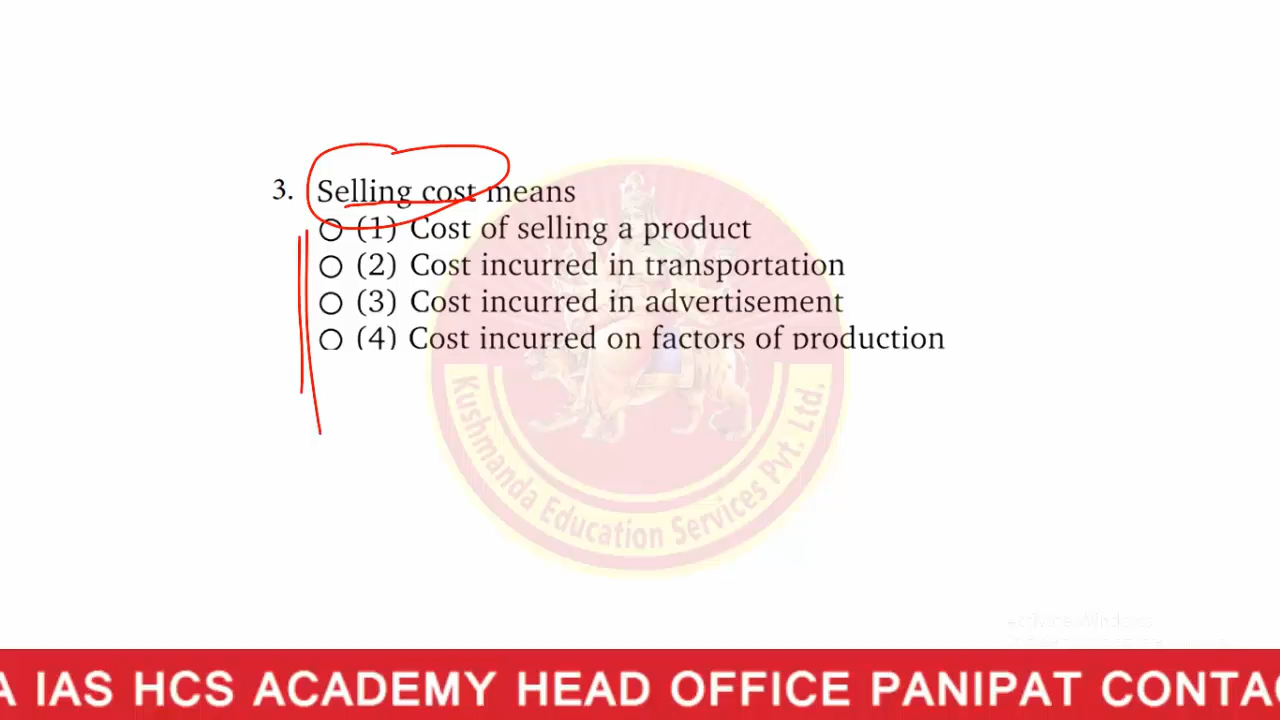 3. Selling cost means
(1) Cost of selling a product
(2) Cost incurred in transportation
(3) Cost incurred in advertisement
(4) Cost incurred on factors of production
Kushmanda Education Services Pvt. Ltd.
A IAS HCS ACADEMY HEAD OFFICE PANIPAT CONTAC